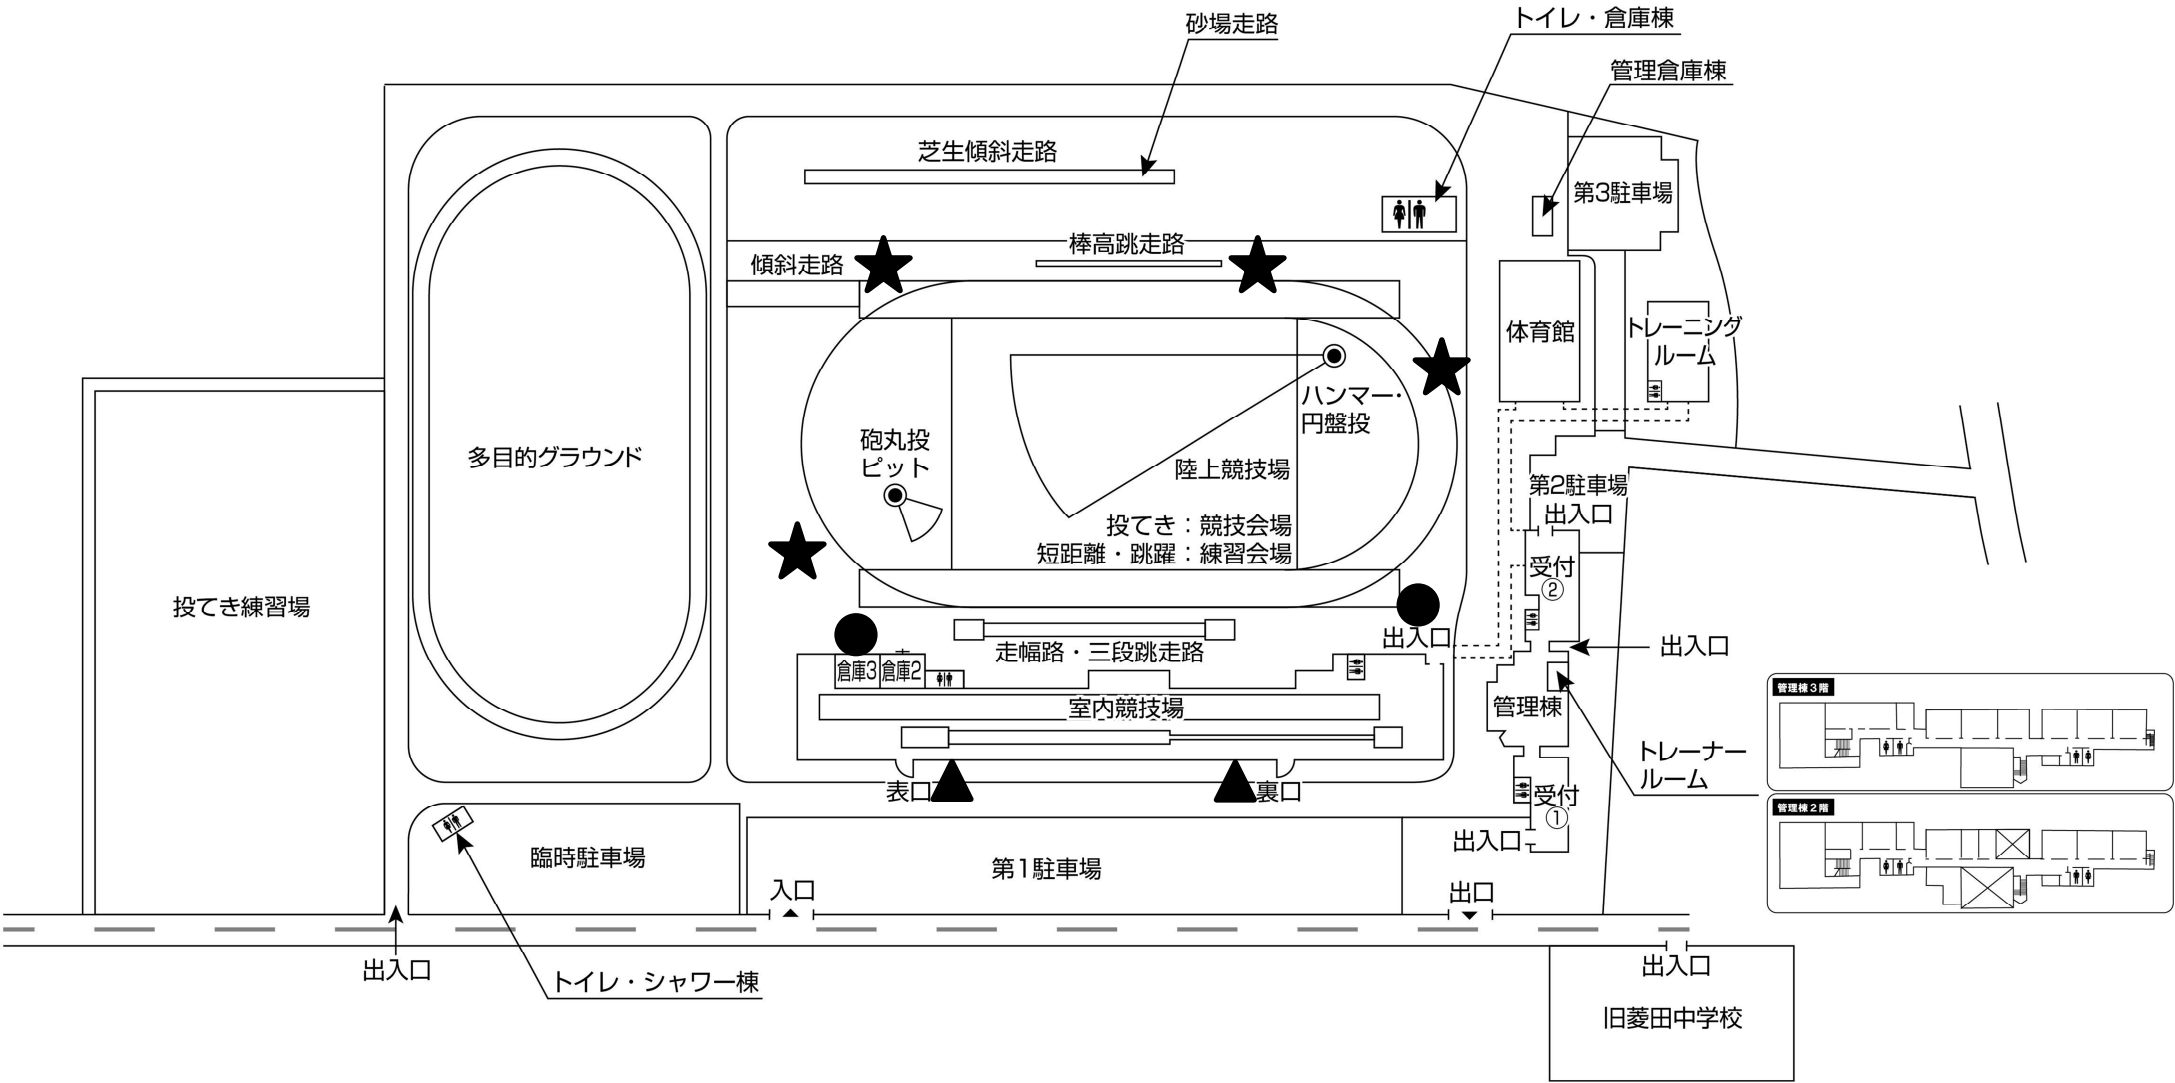 砂場走路
トイレ・倉庫棟
管理倉庫棟
芝生傾斜走路
第3駐車場
棒高跳走路
傾斜走路
体育館
トレーニング
ルーム
ハンマー・
円盤投
砲丸投
ピット
多目的グラウンド
陸上競技場
第2駐車場
出入口
投てき：競技会場
短距離・跳躍：練習会場
受付
②
投てき練習場
出入口
走幅路・三段跳走路
出入口
倉庫3
倉庫2
管理棟3階
室内競技場
管理棟
トレーナー
ルーム
表口
裏口
受付
①
管理棟2階
出入口
臨時駐車場
第1駐車場
入口
出口
出入口
トイレ・シャワー棟
出入口
旧菱田中学校